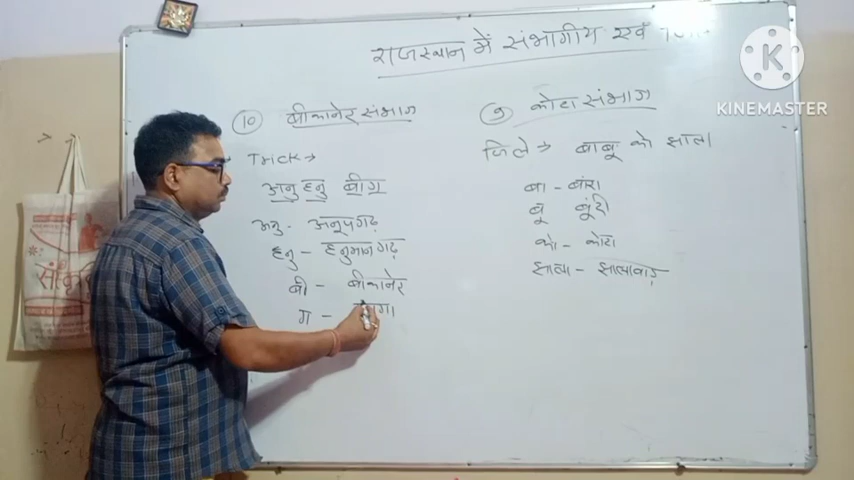 राजस्थान में संभागीय एवं
KINEMASTER
10 बीकानेर संभाग
Trick →
अनु हनु बीग
अनु - अनूपगढ़
हनु - हनुमानगढ़
बी - बीकानेर
ग -
9 कोटा संभाग
जिले → बाबू को झाला
बा - बांरा
बू बूंदी
को - कोटा
झाला - झालावाड़